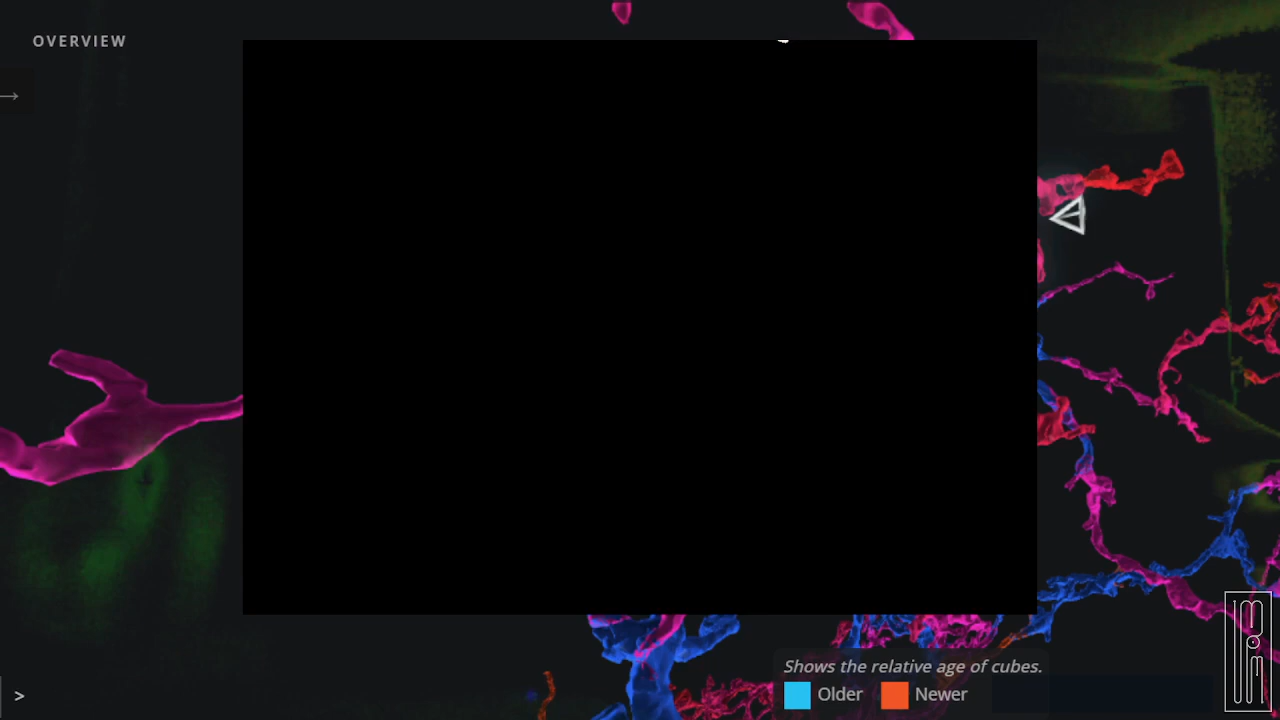 OVERVIEW
→
Shows the relative age of cubes.
Older Newer
>